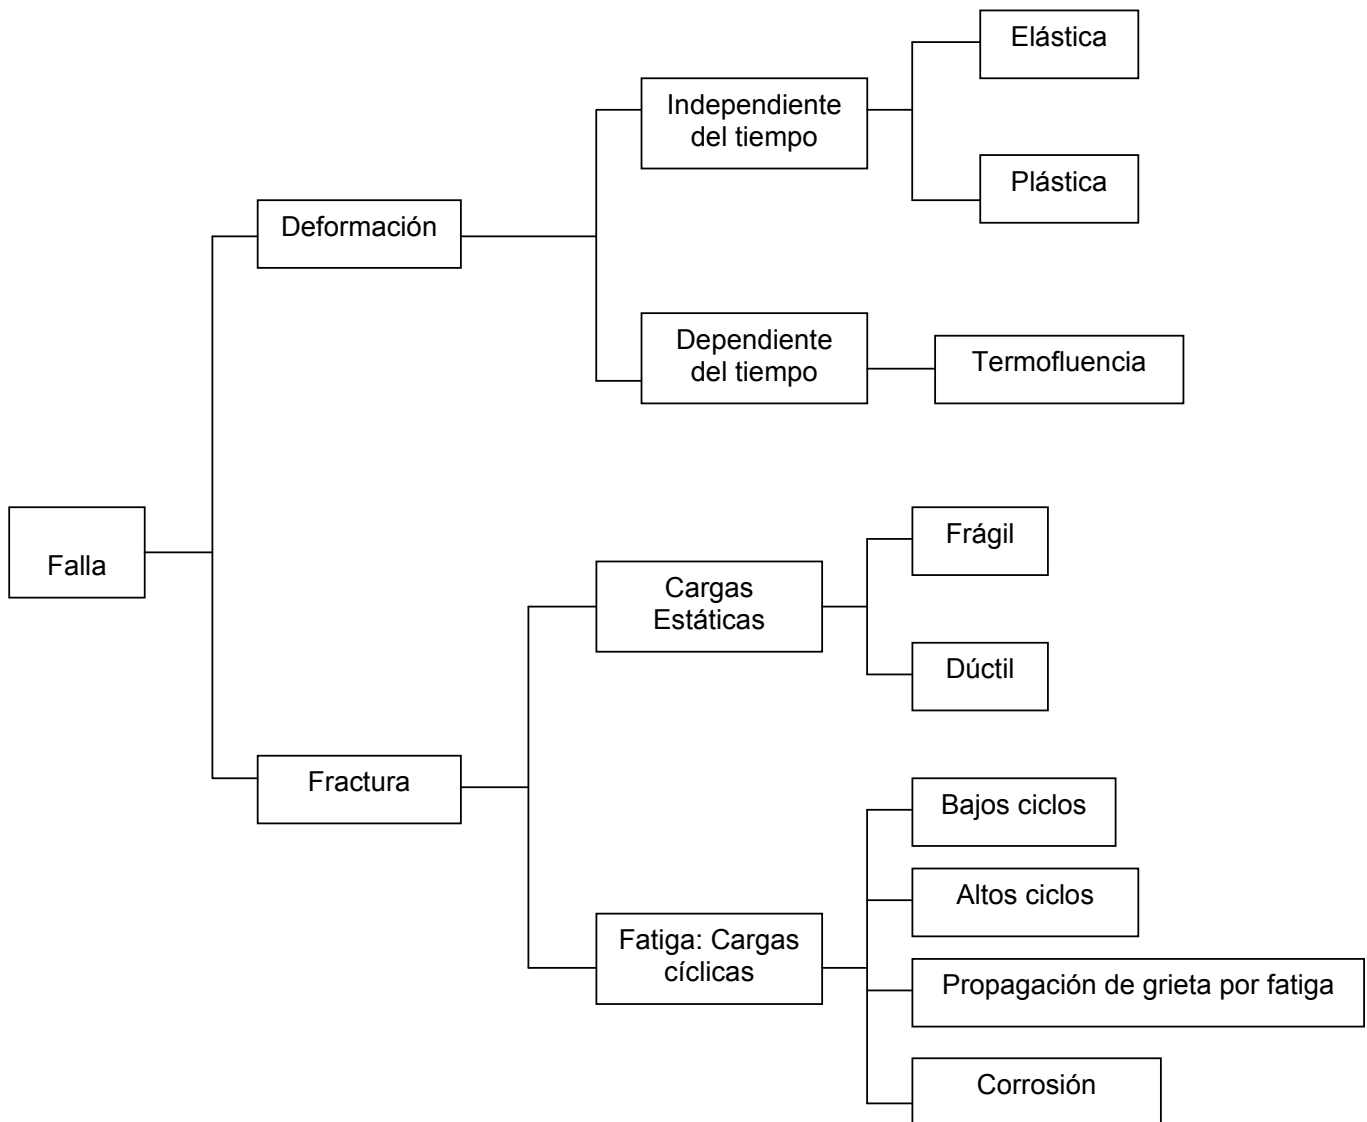 Elástica
Independiente
del tiempo
Plástica
Deformación
Dependiente
del tiempo
Termofluencia
Falla
Frágil
Cargas
Estáticas
Dúctil
Fractura
Bajos ciclos
Altos ciclos
Fatiga: Cargas
cíclicas
Propagación de grieta por fatiga
Corrosión